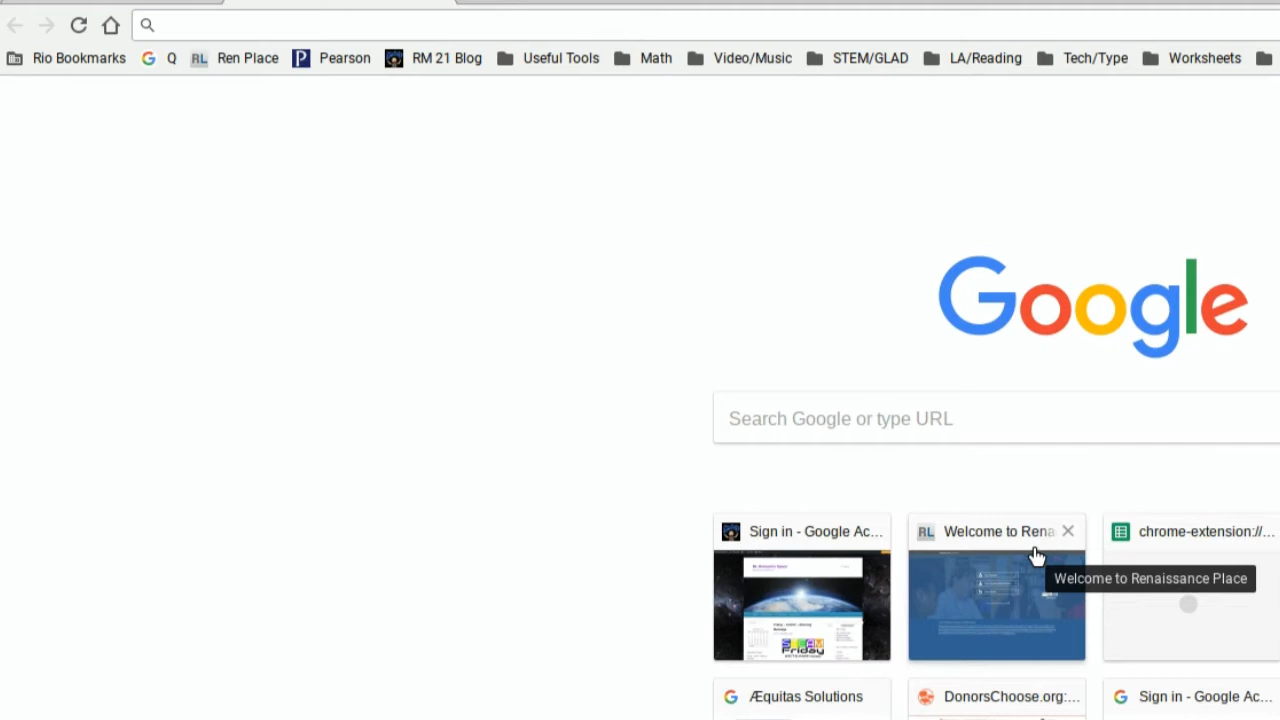 Rio Bookmarks Q RL Ren Place P Pearson RM 21 Blog Useful Tools Math Video/Music STEM/GLAD LA/Reading Tech/Type Worksheets
Google
Search Google or type URL
Sign in - Google Ac... RL Welcome to Rena chrome-extension://...
Welcome to Renaissance Place
STEAM
Friday
ÆEquitas Solutions DonorsChoose.org:... Sign in - Google Ac...